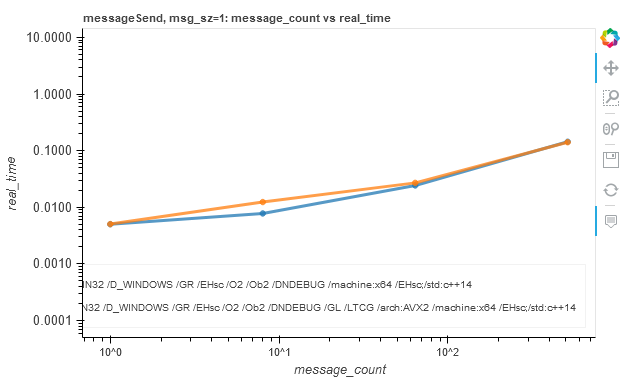 messageSend, msg_sz=1: message_count vs real_time
10.0000
1.0000
0.1000
0.0100
0.0010
0.0001
real_time
IN32 /D_WINDOWS /GR /EHsc /O2 /Ob2 /DNDEBUG /machine:x64 /EHsc;/std:c++14
IN32 /D_WINDOWS /GR /EHsc /O2 /Ob2 /DNDEBUG /GL /LTCG /arch:AVX2 /machine:x64 /EHsc;/std:c++14
10^0
10^1
10^2
message_count